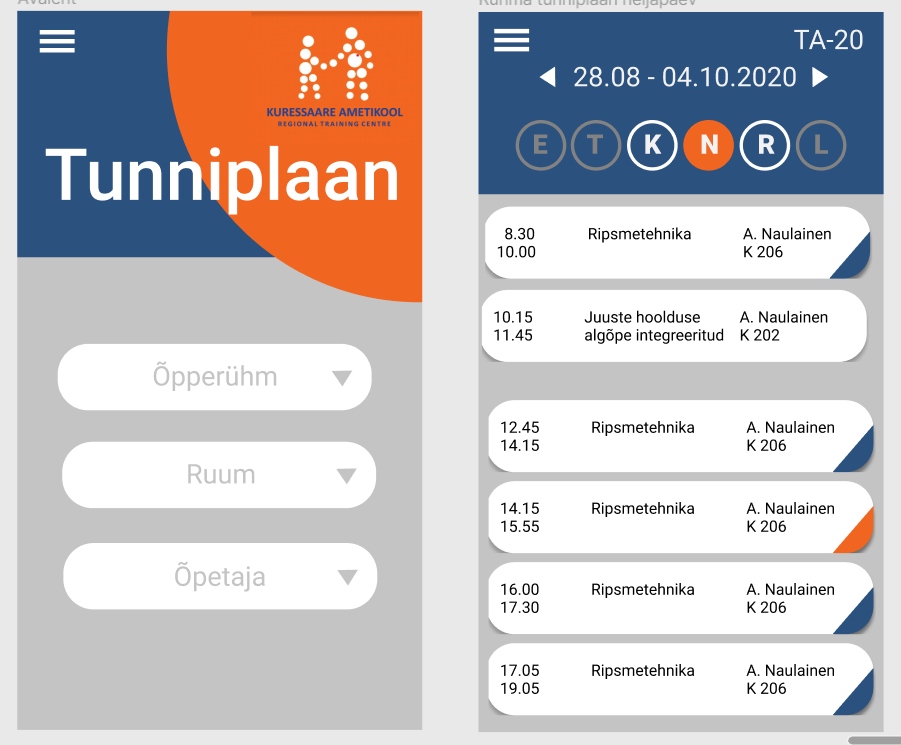 Avaleht
KURESSAARE AMETIKOOL
REGIONAL TRAINING CENTRE
Tunniplaan
Õpperühm
Ruum
Õpetaja
Rühma tunniplaan neljapäev
TA-20
28.08 - 04.10.2020
E T K N R L
8.30 Ripsmetehnika A. Naulainen
10.00 K 206
10.15 Juuste hoolduse A. Naulainen
11.45 algõpe integreeritud K 202
12.45 Ripsmetehnika A. Naulainen
14.15 K 206
14.15 Ripsmetehnika A. Naulainen
15.55 K 206
16.00 Ripsmetehnika A. Naulainen
17.30 K 206
17.05 Ripsmetehnika A. Naulainen
19.05 K 206